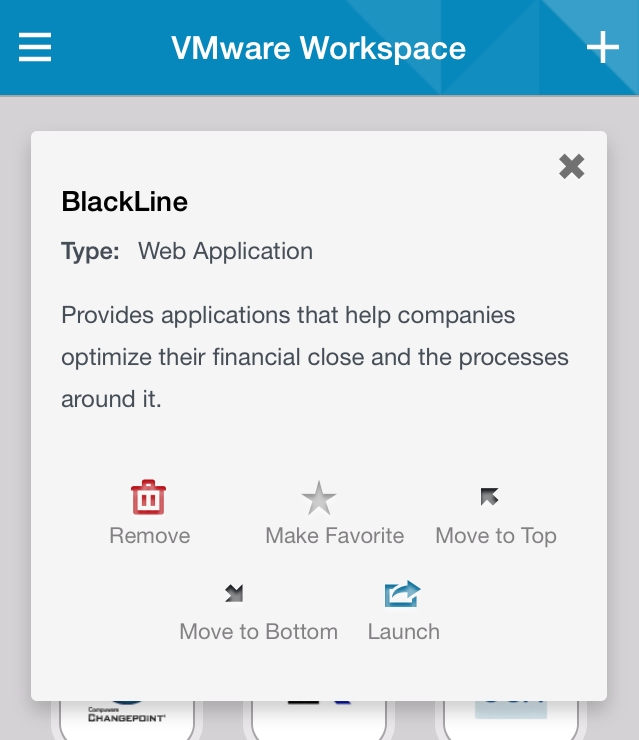 VMware Workspace
BlackLine
Type: Web Application
Provides applications that help companies
optimize their financial close and the processes
around it.
Remove Make Favorite Move to Top
Move to Bottom Launch
Compuware
CHANGEPOINT